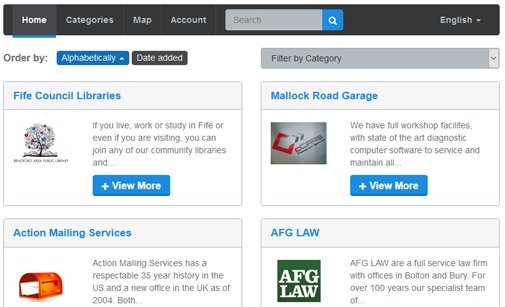 Home Categories Map Account Search English
Order by: Alphabetically Date added Filter by Category
Fife Council Libraries
If you live, work or study in Fife or
even if you are visiting, you can
join any of our community libraries
and...
BRADFORD AREA PUBLIC LIBRARY
+ View More
Mallock Road Garage
We have full workshop facilites,
with state of the art diagnostic
computer software to service and
maintain all...
+ View More
Action Mailing Services
Action Mailing Services has a
respectable 35 year history in the
US and a new office in the UK as of
2004. Both...
AFG LAW
AFG
LAW
AFG LAW are a full service law firm
with offices in Bolton and Bury. For
over 100 years our specialist team
of...